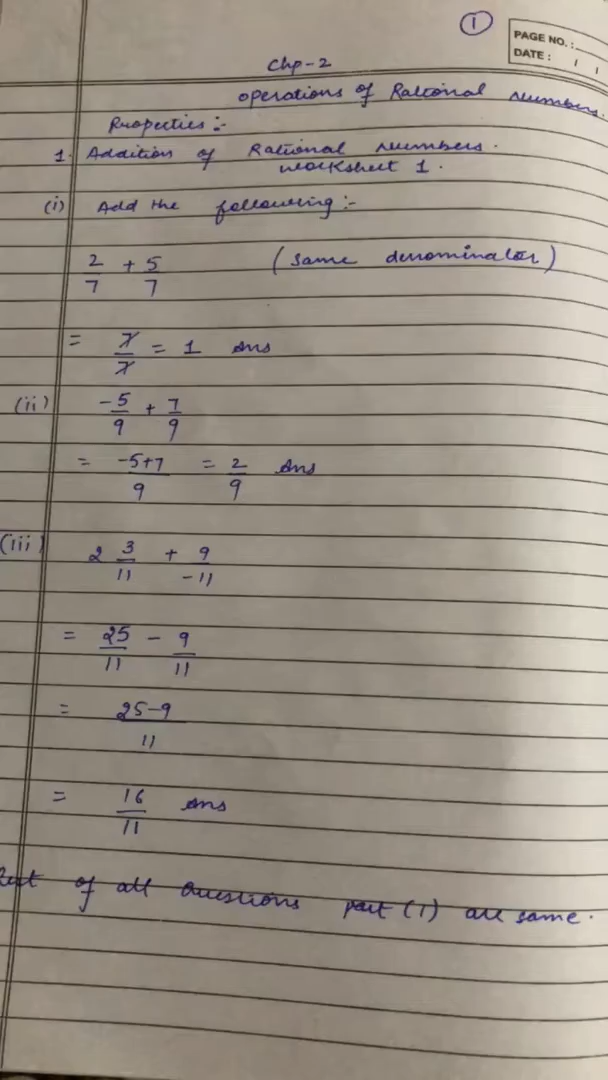 1
PAGE NO. :
DATE : / /
Chp-2
operations of Rational Numbers.
Properties :-
1. Addition of Rational Numbers.
worksheet 1.
(i) Add the following :-
2/7 + 5/7 (same denominator)
= 7/7 = 1 Ans
(ii) -5/9 + 7/9
= -5+7/9 = 2/9 Ans
(iii) 2 3/11 + 9/-11
= 25/11 - 9/11
= 25-9/11
= 16/11 Ans
Rest of all Questions part (1) are same.